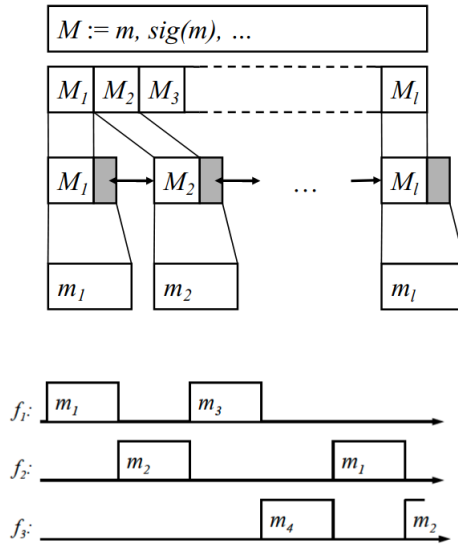 M := m, sig(m), ...
M₁ M₂ M₃ Mₗ
M₁ M₂ ... Mₗ
m₁ m₂ mₗ
f₁: m₁ m₃
f₂: m₂ m₁
f₃: m₄ m₂